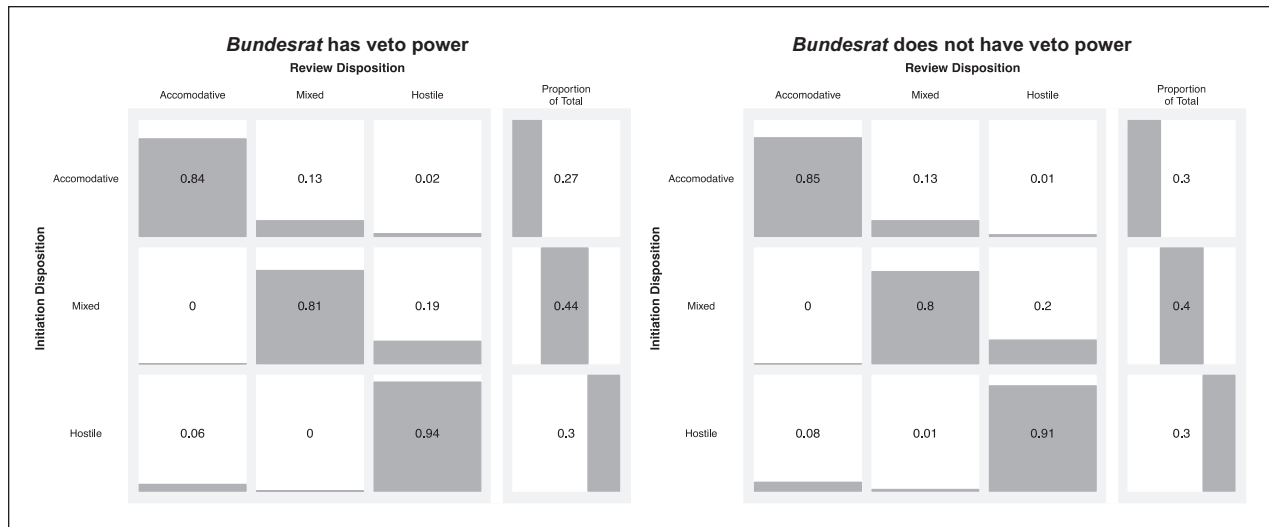 Bundesrat has veto power
Review Disposition
Accomodative Mixed Hostile Proportion
of Total
Initiation Disposition
Accomodative 0.84 0.13 0.02 0.27
Mixed 0 0.81 0.19 0.44
Hostile 0.06 0 0.94 0.3
Bundesrat does not have veto power
Review Disposition
Accomodative Mixed Hostile Proportion
of Total
Initiation Disposition
Accomodative 0.85 0.13 0.01 0.3
Mixed 0 0.8 0.2 0.4
Hostile 0.08 0.01 0.91 0.3